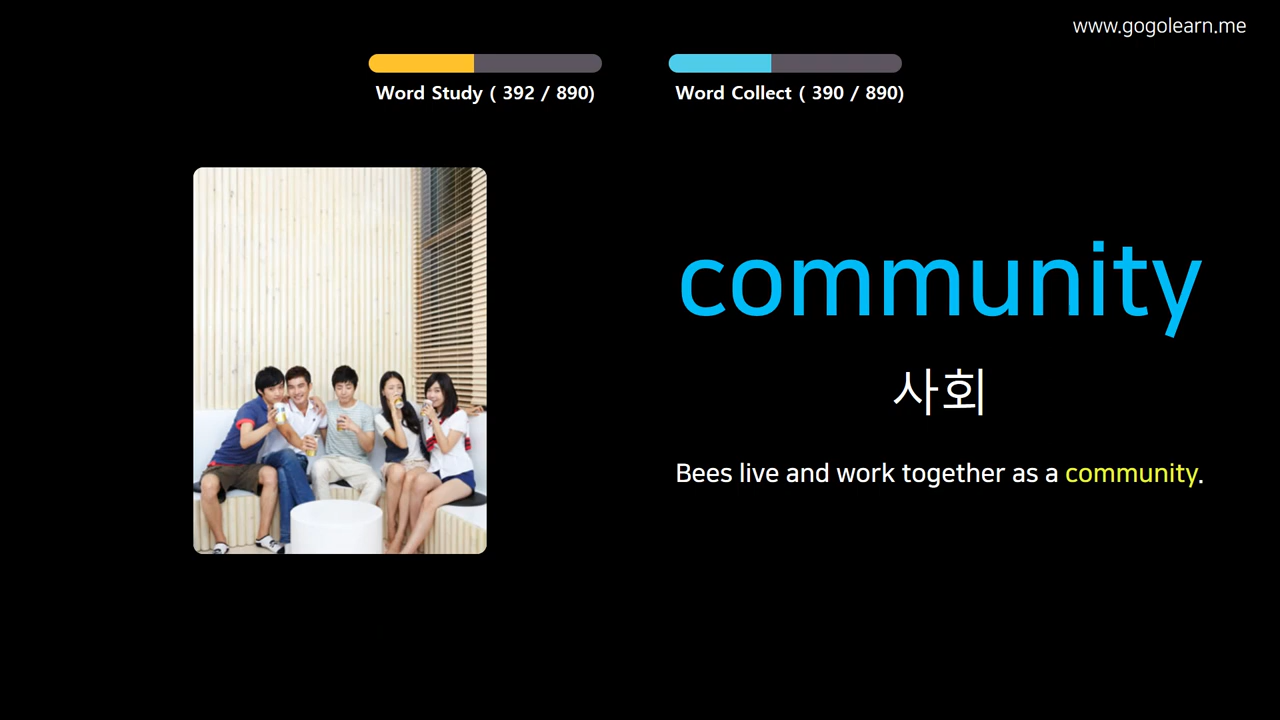 www.gogolearn.me
Word Study ( 392 / 890)
Word Collect ( 390 / 890)
community
사회
Bees live and work together as a community.